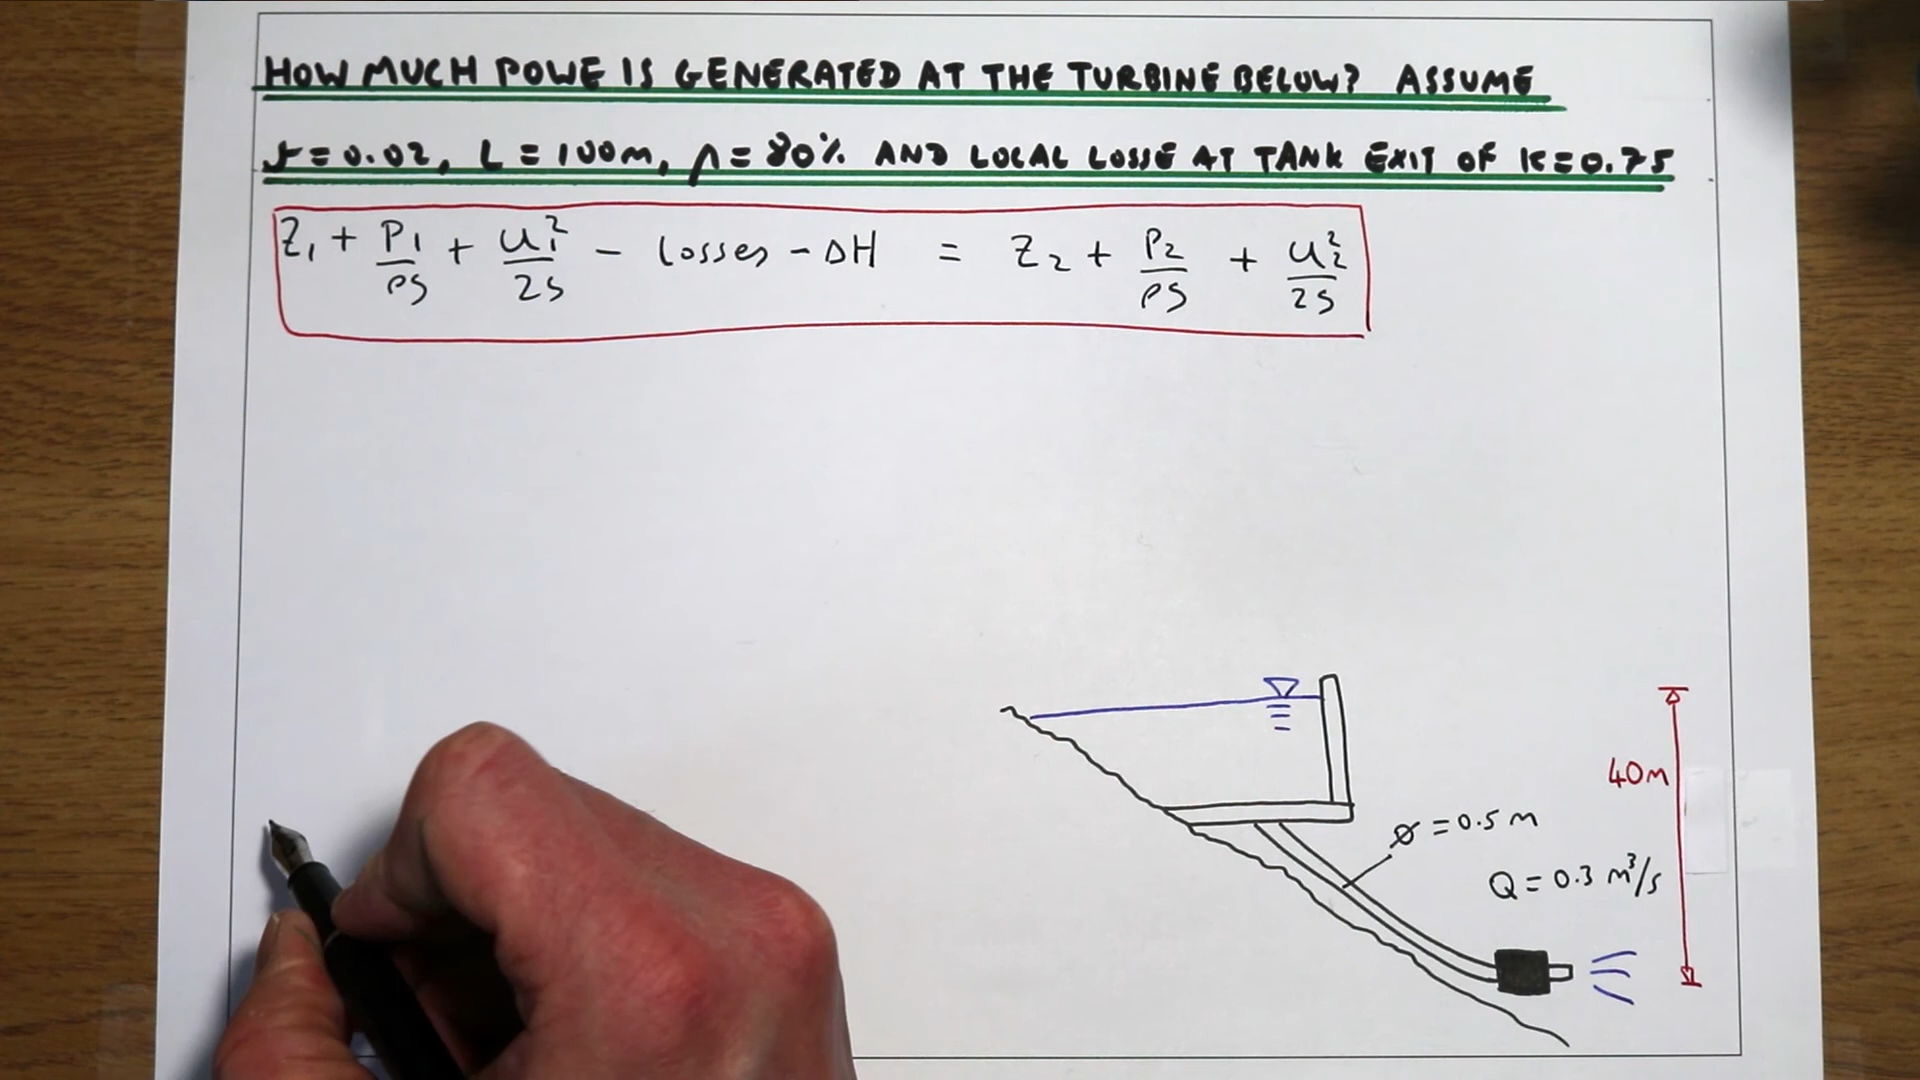 HOW MUCH POWE IS GENERATED AT THE TURBINE BELOW? ASSUME
f = 0.02, L = 100m, η = 80% AND LOCAL LOSSE AT TANK EXIT OF K = 0.75
Z₁ + P₁/ρg + u₁²/2g - losses - ΔH = Z₂ + P₂/ρg + u₂²/2g
40m
Ø = 0.5 m
Q = 0.3 m³/s